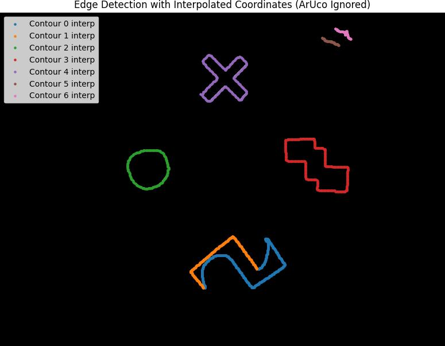 Edge Detection with Interpolated Coordinates (ArUco Ignored)
Contour 0 interp
Contour 1 interp
Contour 2 interp
Contour 3 interp
Contour 4 interp
Contour 5 interp
Contour 6 interp